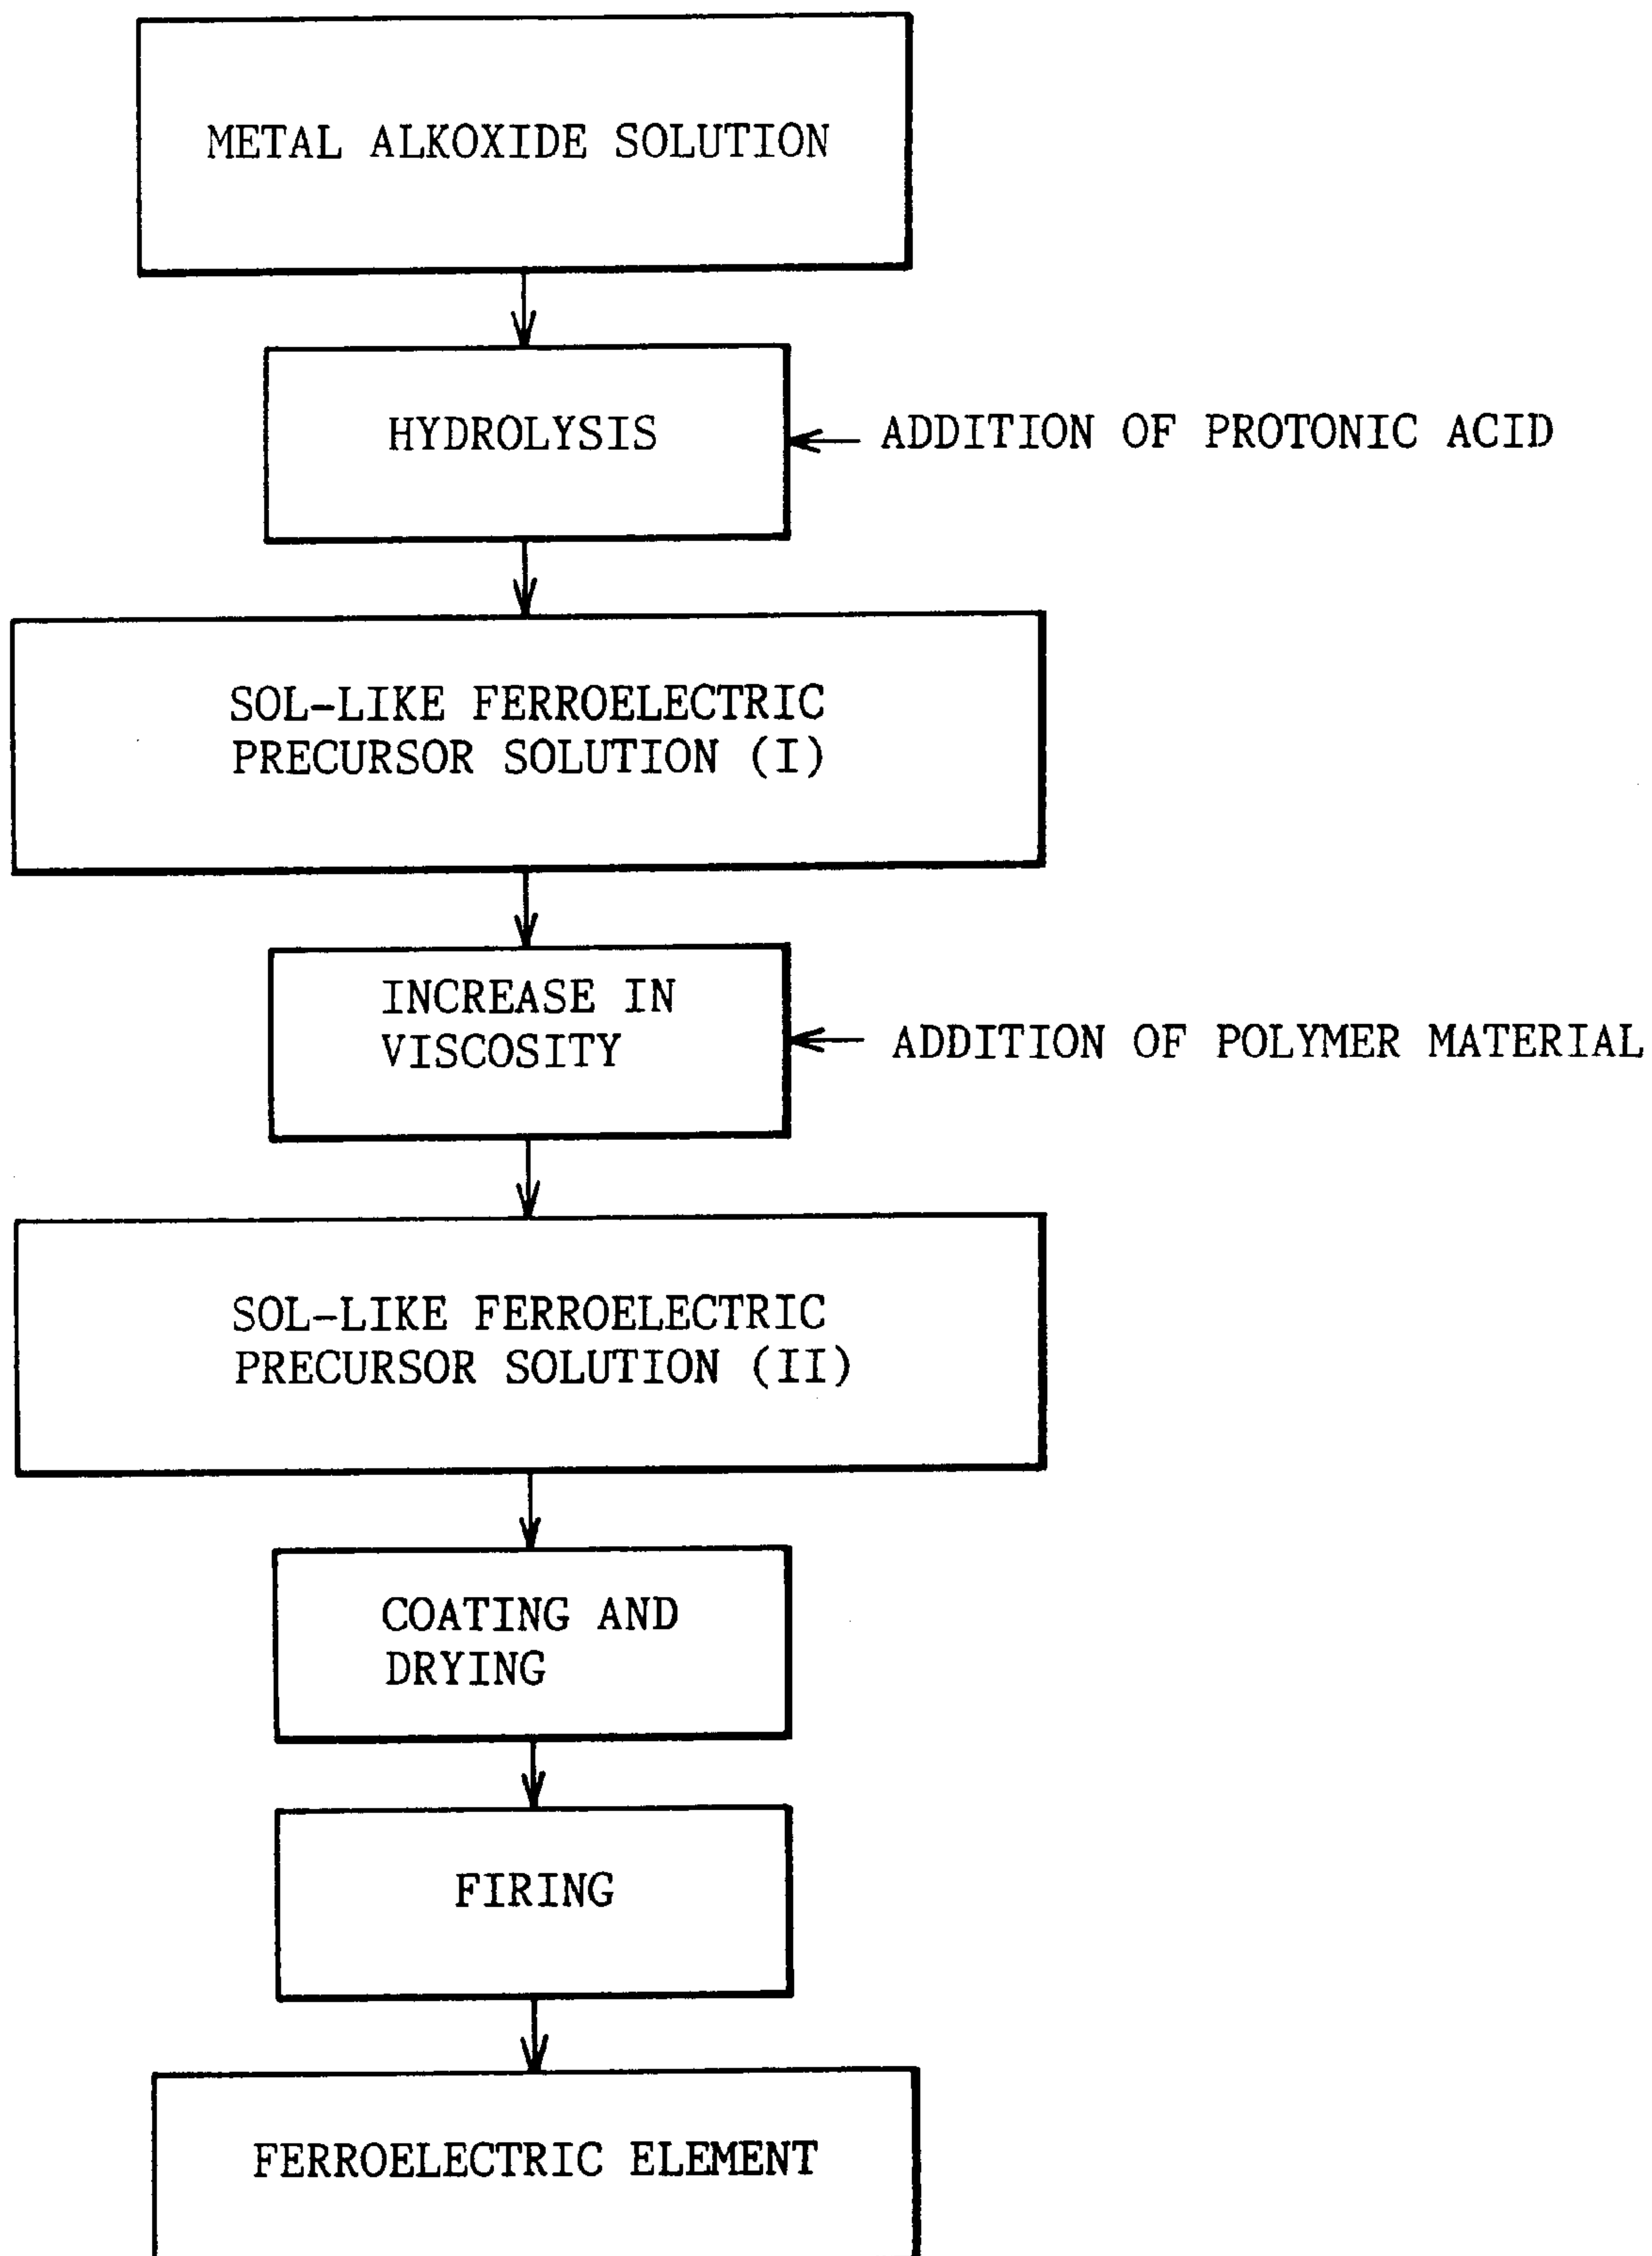 METAL ALKOXIDE SOLUTION
HYDROLYSIS
ADDITION OF PROTONIC ACID
SOL-LIKE FERROELECTRIC
PRECURSOR SOLUTION (I)
INCREASE IN
VISCOSITY
ADDITION OF POLYMER MATERIAL
SOL-LIKE FERROELECTRIC
PRECURSOR SOLUTION (II)
COATING AND
DRYING
FIRING
FERROELECTRIC ELEMENT